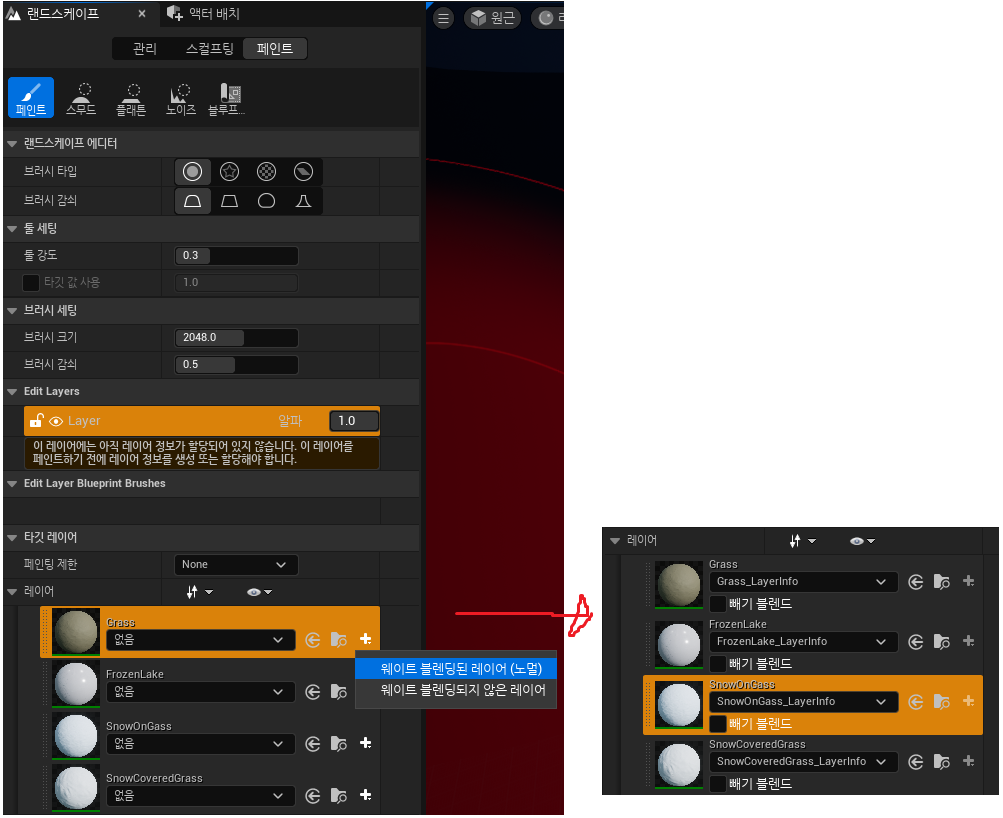 랜드스케이프
액터 배치
원근
관리
스컬프팅
페인트
페인트
스무드
플래튼
노이즈
블루프...
랜드스케이프 에디터
브러시 타입
브러시 감쇠
툴 세팅
툴 강도
0.3
타깃 값 사용
1.0
브러시 세팅
브러시 크기
2048.0
브러시 감쇠
0.5
Edit Layers
Layer
알파
1.0
이 레이어에는 아직 레이어 정보가 할당되어 있지 않습니다. 이 레이어를
페인트하기 전에 레이어 정보를 생성 또는 할당해야 합니다.
Edit Layer Blueprint Brushes
타깃 레이어
페인팅 제한
None
레이어
Grass
없음
웨이트 블렌딩된 레이어 (노멀)
웨이트 블렌딩되지 않은 레이어
FrozenLake
없음
SnowOnGass
없음
SnowCoveredGrass
없음
레이어
Grass
Grass_LayerInfo
빼기 블렌드
FrozenLake
FrozenLake_LayerInfo
빼기 블렌드
SnowOnGass
SnowOnGass_LayerInfo
빼기 블렌드
SnowCoveredGrass
SnowCoveredGrass_LayerInfo
빼기 블렌드